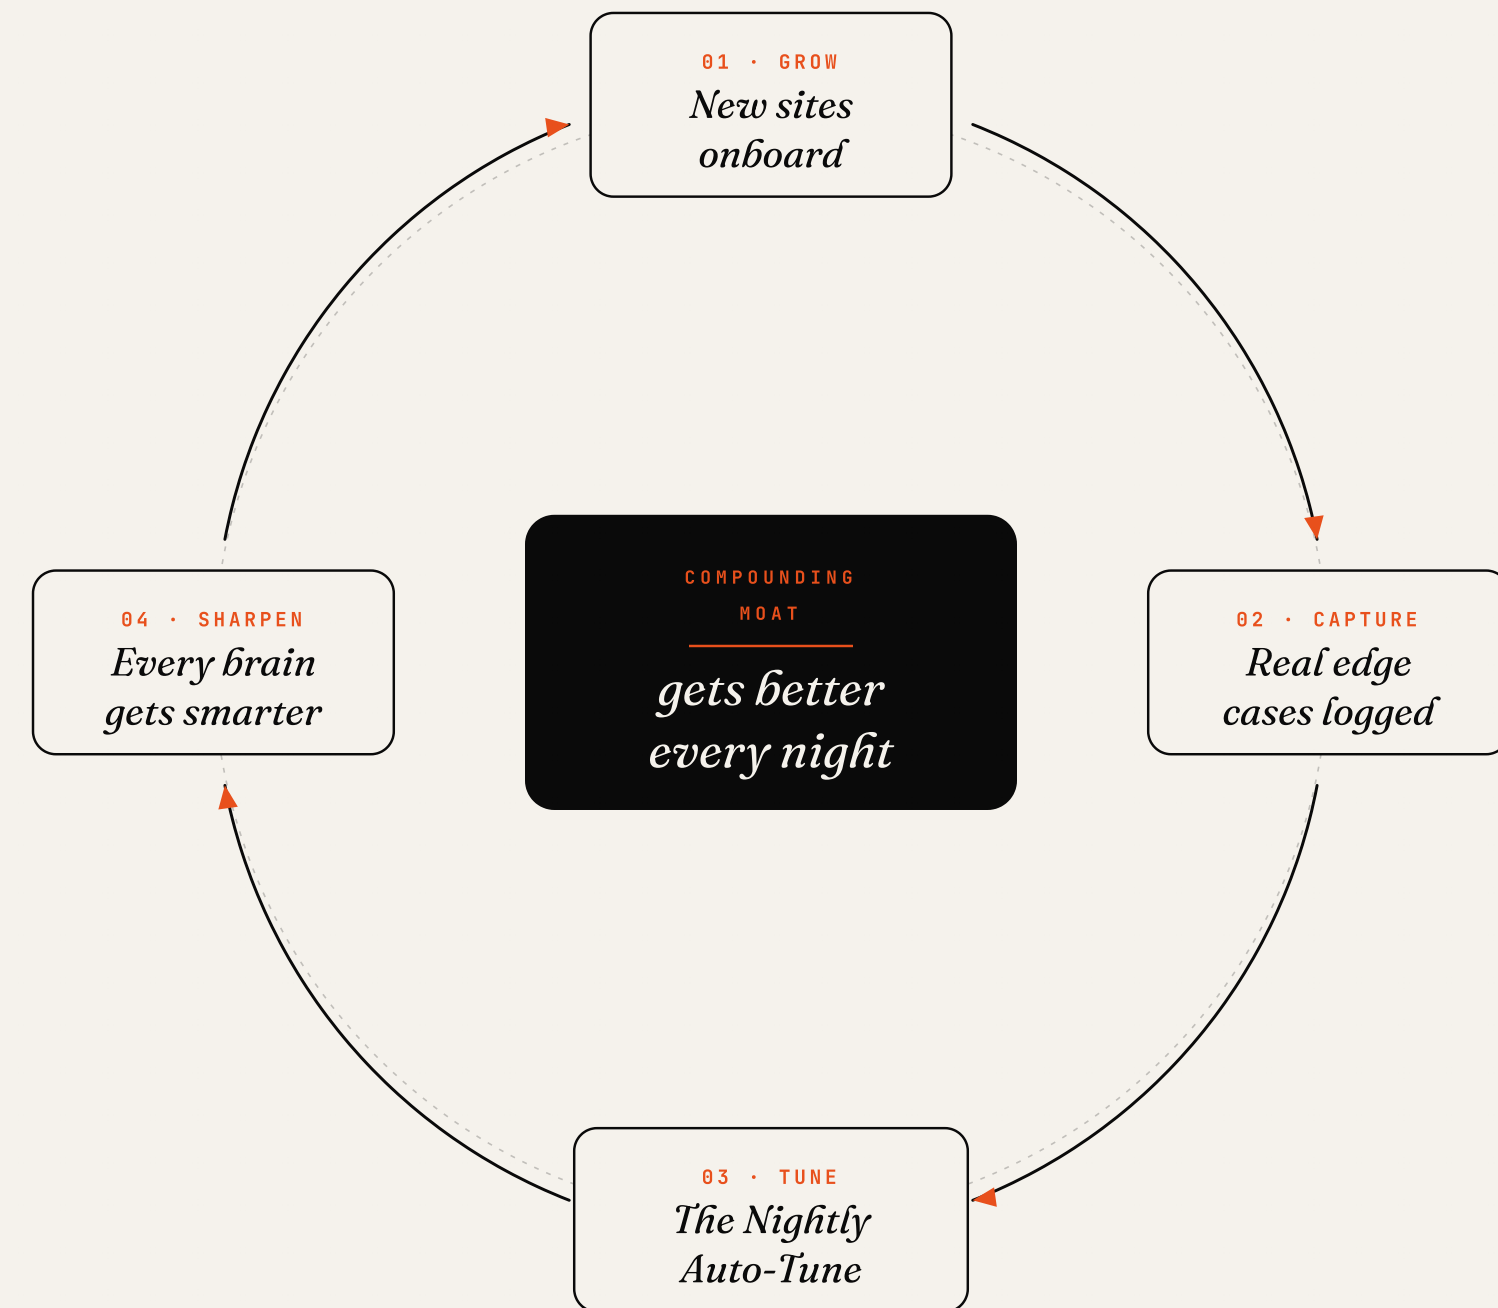 01 · GROW
New sites
onboard
02 · CAPTURE
Real edge
cases logged
03 · TUNE
The Nightly
Auto-Tune
04 · SHARPEN
Every brain
gets smarter
COMPOUNDING
MOAT
gets better
every night